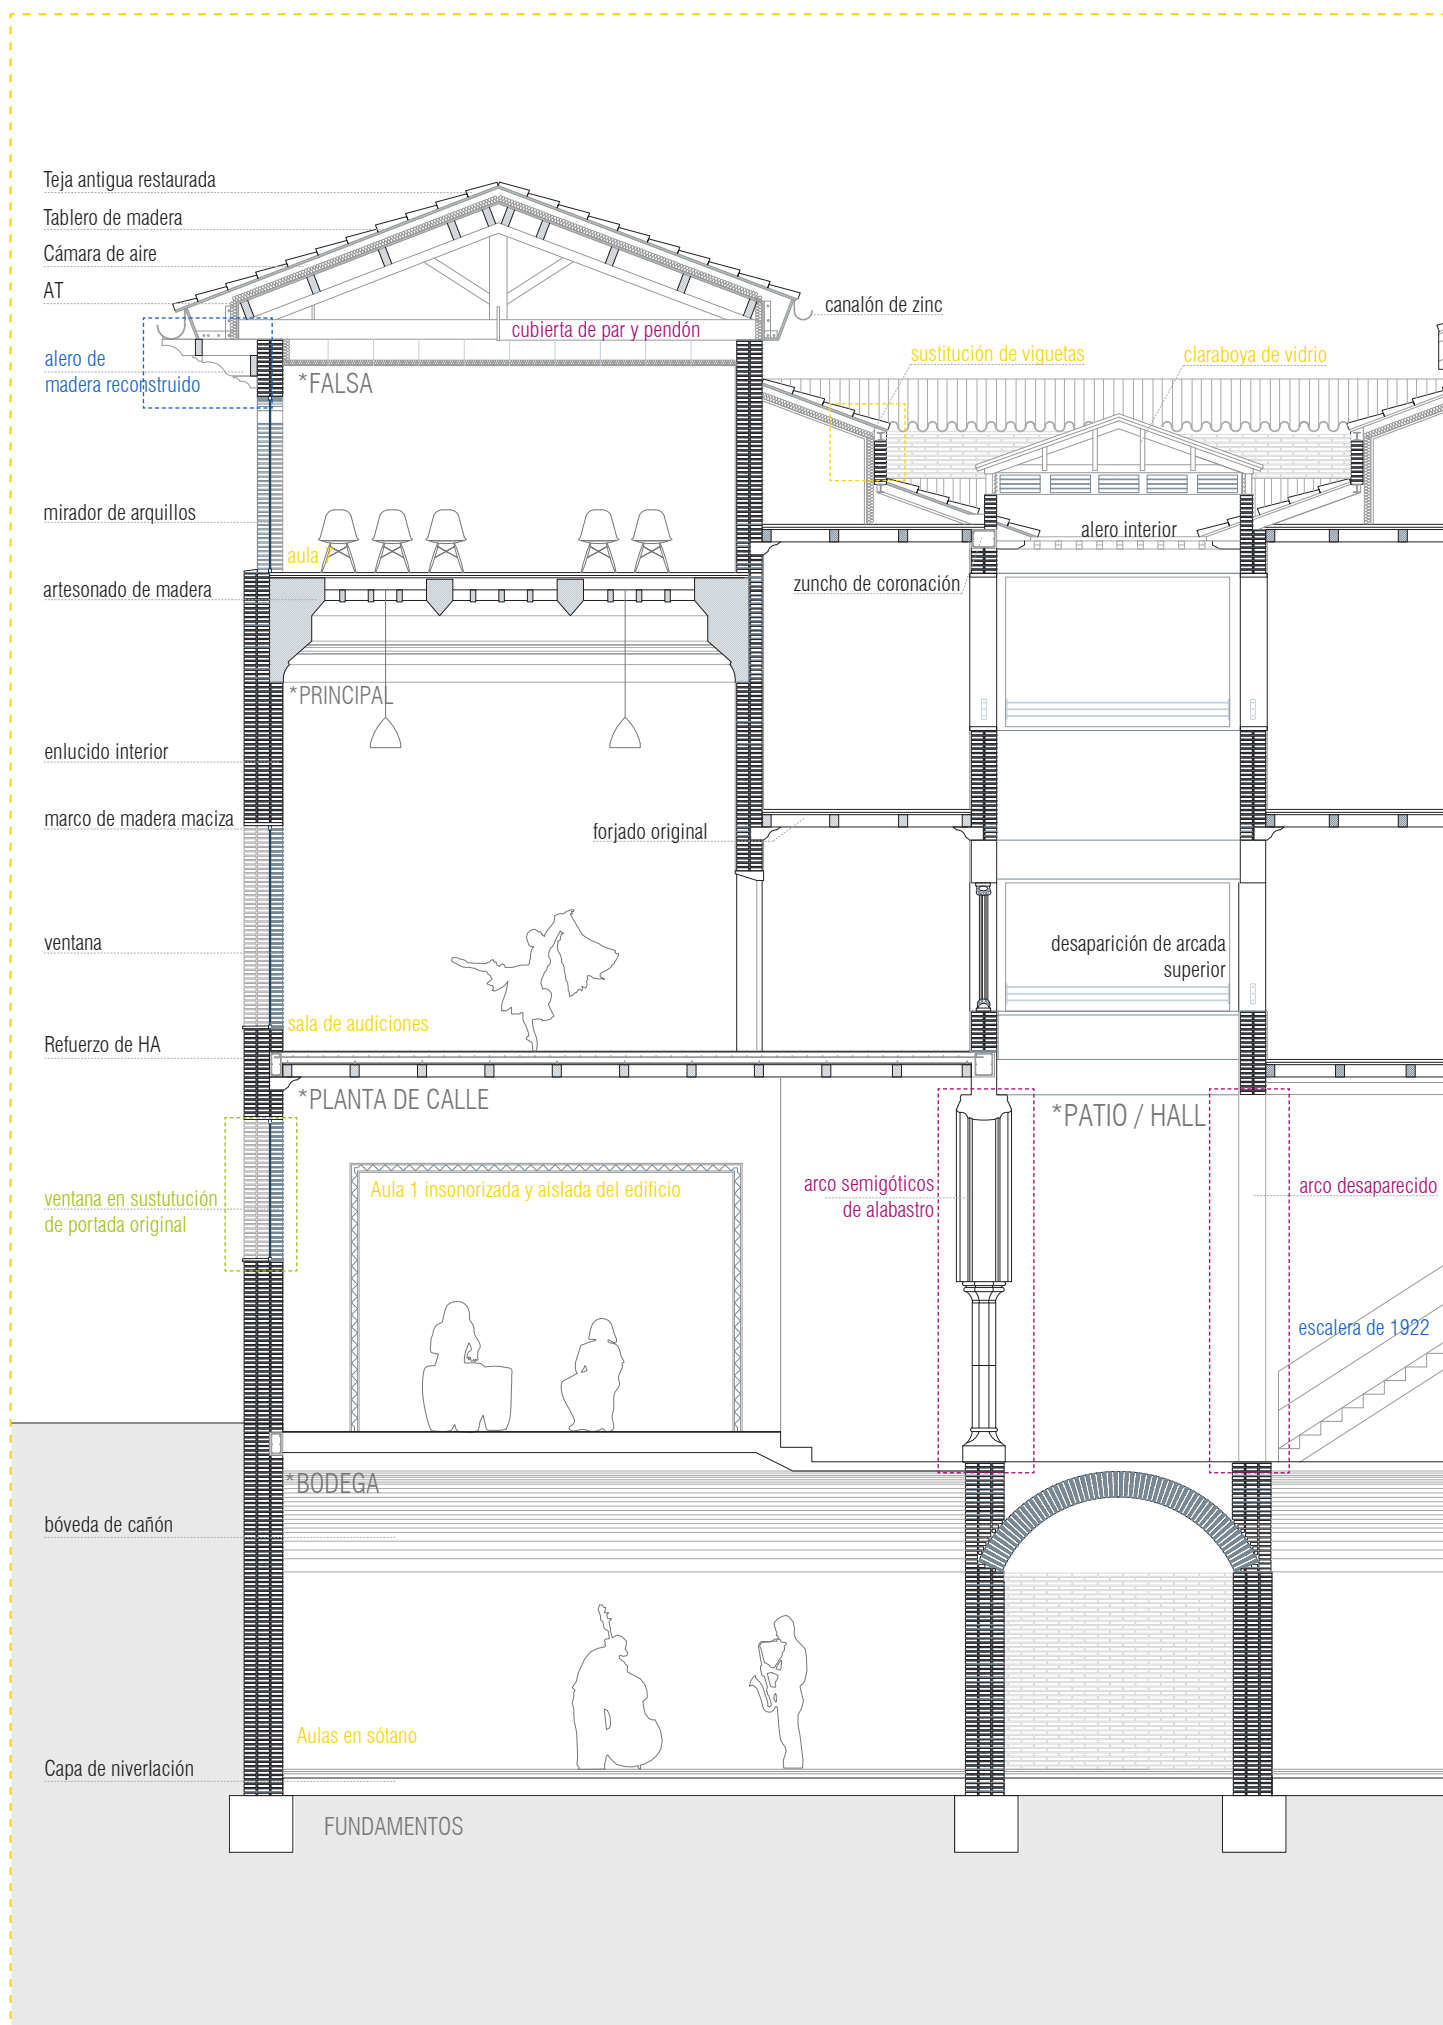 Teja antigua restaurada
Tablero de madera
Cámara de aire
AT
canalón de zinc
cubierta de par y pendón
alero de
madera reconstruido
sustitución de viguetas
claraboya de vidrio
*FALSA
mirador de arquillos
alero interior
aula
artesonado de madera
zuncho de coronación
*PRINCIPAL
enlucido interior
marco de madera maciza
forjado original
ventana
desaparición de arcada
superior
sala de audiciones
Refuerzo de HA
*PLANTA DE CALLE
*PATIO / HALL
Aula 1 insonorizada y aislada del edificio
arco semigóticos
de alabastro
arco desaparecido
ventana en sustutución
de portada original
escalera de 1922
*BODEGA
bóveda de cañón
Aulas en sótano
Capa de niverlación
FUNDAMENTOS